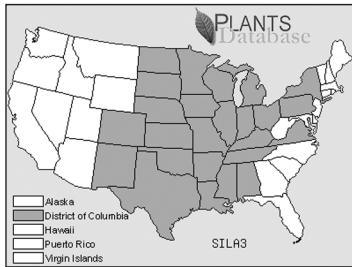 PLANTS
Database
Alaska
District of Columbia
Hawaii
Puerto Rico
Virgin Islands
SILA3